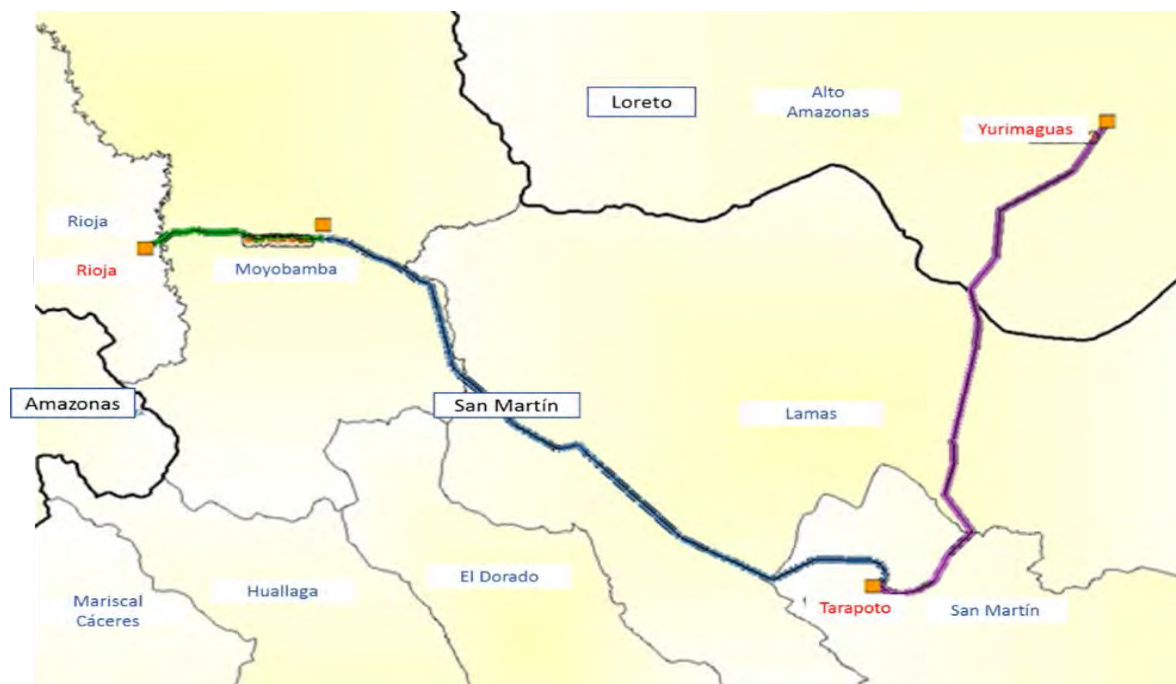 Loreto
Alto
Amazonas
Yurimaguas
Rioja
Rioja
Moyobamba
Amazonas
San Martín
Lamas
Mariscal
Cáceres
Huallaga
El Dorado
Tarapoto
San Martín